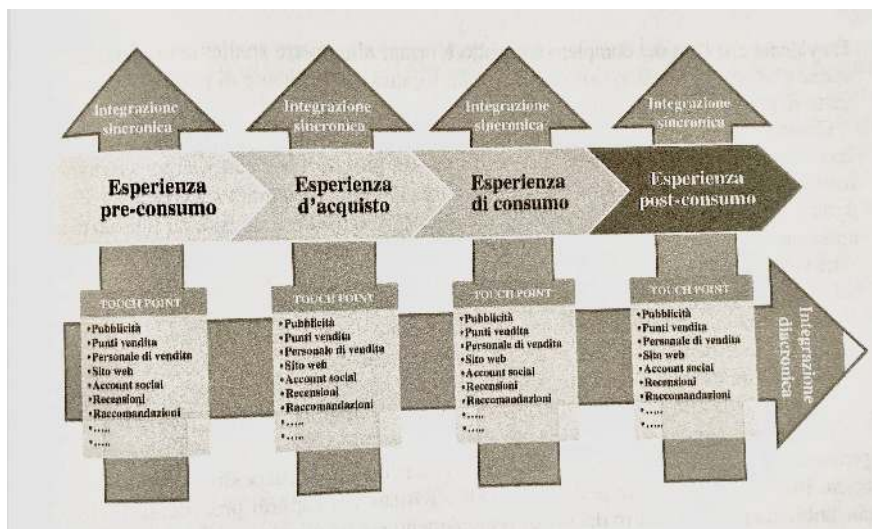 Integrazione
sincronica
Integrazione
sincronica
Integrazione
sincronica
Integrazione
sincronica
Esperienza
pre-consumo
Esperienza
d'acquisto
Esperienza
di consumo
Esperienza
post-consumo
TOUCH POINT
•Pubblicità
•Punti vendita
•Personale di vendita
•Sito web
•Account social
•Recensioni
•Raccomandazioni
•.....
•.....
TOUCH POINT
•Pubblicità
•Punti vendita
•Personale di vendita
•Sito web
•Account social
•Recensioni
•Raccomandazioni
•.....
•.....
TOUCH POINT
•Pubblicità
•Punti vendita
•Personale di vendita
•Sito web
•Account social
•Recensioni
•Raccomandazioni
•.....
•.....
TOUCH POINT
•Pubblicità
•Punti vendita
•Personale di vendita
•Sito web
•Account social
•Recensioni
•Raccomandazioni
•.....
•.....
Integrazione
diacronica